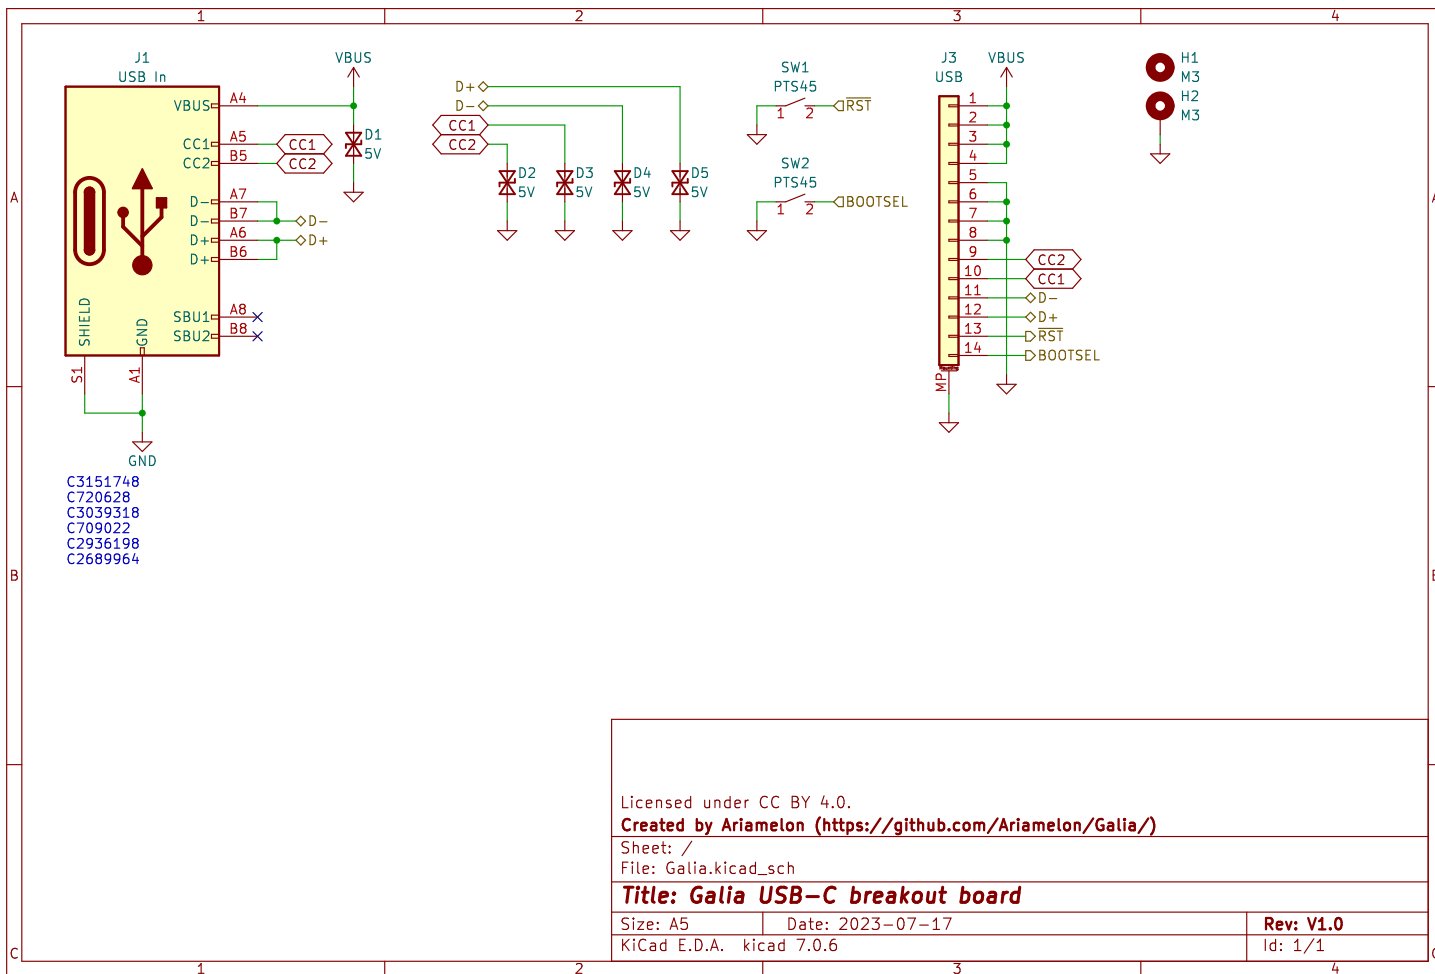 1 2 3 4
J1
USB In
VBUS
A4
CC1
A5
CC2
B5
D-
A7
D-
B7
D+
A6
D+
B6
SBU1
A8
SBU2
B8
SHIELD
GND
S1
A1
GND
CC1
CC2
D-
D+
VBUS
D1
5V
C3151748
C720628
C3039318
C709022
C2936198
C2689964
D+
D-
CC1
CC2
D2
5V
D3
5V
D4
5V
D5
5V
SW1
PTS45
1 2
RST
SW2
PTS45
1 2
BOOTSEL
J3
USB
VBUS
1
2
3
4
5
6
7
8
9
10
11
12
13
14
MP
CC2
CC1
D-
D+
RST
BOOTSEL
H1
M3
H2
M3
A
B
C
A
Licensed under CC BY 4.0.
Created by Ariamelon (https://github.com/Ariamelon/Galia/)
Sheet: /
File: Galia.kicad_sch
Title: Galia USB-C breakout board
Size: A5
Date: 2023-07-17
Rev: V1.0
KiCad E.D.A. kicad 7.0.6
Id: 1/1
1 2 3 4